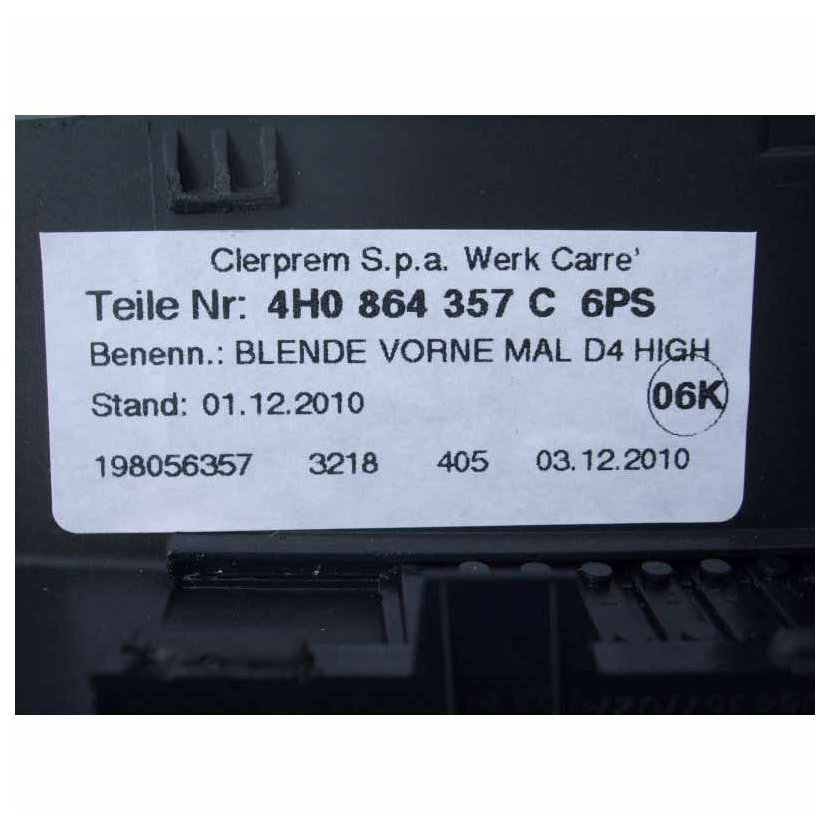 Clerprem S.p.a. Werk Carre'
Teile Nr: 4H0 864 357 C 6PS
Benenn.: BLENDE VORNE MAL D4 HIGH
Stand: 01.12.2010
06K
198056357 3218 405 03.12.2010